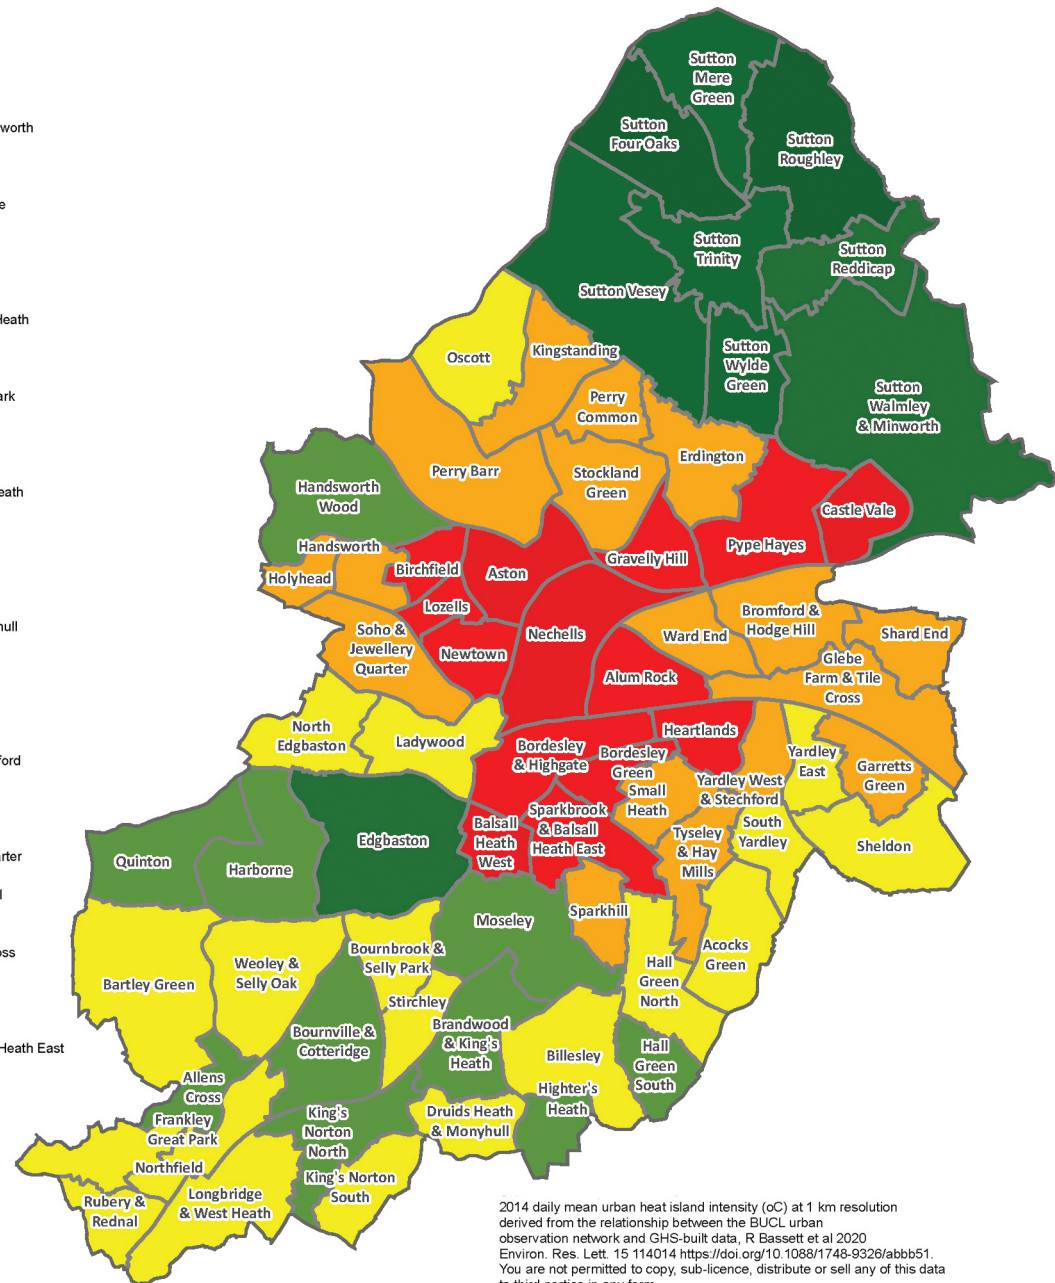 Sutton
Mere
Green
Sutton
Four Oaks
Sutton
Roughley
worth
e
Sutton
Trinity
Sutton
Reddicap
Sutton Vesey
Heath
Oscott
Kingstanding
Sutton
Wylde
Green
Sutton
Walmley
& Minworth
ark
Perry
Common
Perry Barr
Stockland
Green
Erdington
eath
Handsworth
Wood
Castle Vale
Handsworth
Holyhead
Birchfield
Aston
Gravelly Hill
Pype Hayes
Lozells
Soho &
Jewellery
Quarter
Newtown
Nechells
Ward End
Bromford &
Hodge Hill
Shard End
hull
Alum Rock
Glebe
Farm & Tile
Cross
North
Edgbaston
Ladywood
Bordesley
& Highgate
Heartlands
Bordesley
Green
Yardley
East
Garretts
Green
ford
Small
Heath
Yardley West
& Stechford
Balsall
Heath
West
Sparkbrook
& Balsall
Heath East
Tyseley
& Hay
Mills
South
Yardley
Sheldon
Quinton
Harborne
Edgbaston
arter
l
Moseley
Sparkhill
oss
Bartley Green
Weoley &
Selly Oak
Bournbrook &
Selly Park
Hall
Green
North
Acocks
Green
Stirchley
Bournville &
Cotteridge
Brandwood
& King's
Heath
Billesley
Hall
Green
South
Heath East
Allens
Cross
Highter's
Heath
Frankley
Great Park
King's
Norton
North
Druids Heath
& Monyhull
Northfield
Rubery &
Rednal
Longbridge
& West Heath
King's Norton
South
2014 daily mean urban heat island intensity (oC) at 1 km resolution
derived from the relationship between the BUCL urban
observation network and GHS-built data, R Bassett et al 2020
Environ. Res. Lett. 15 114014 https://doi.org/10.1088/1748-9326/abbb51.
You are not permitted to copy, sub-licence, distribute or sell any of this data
to third parties in any form